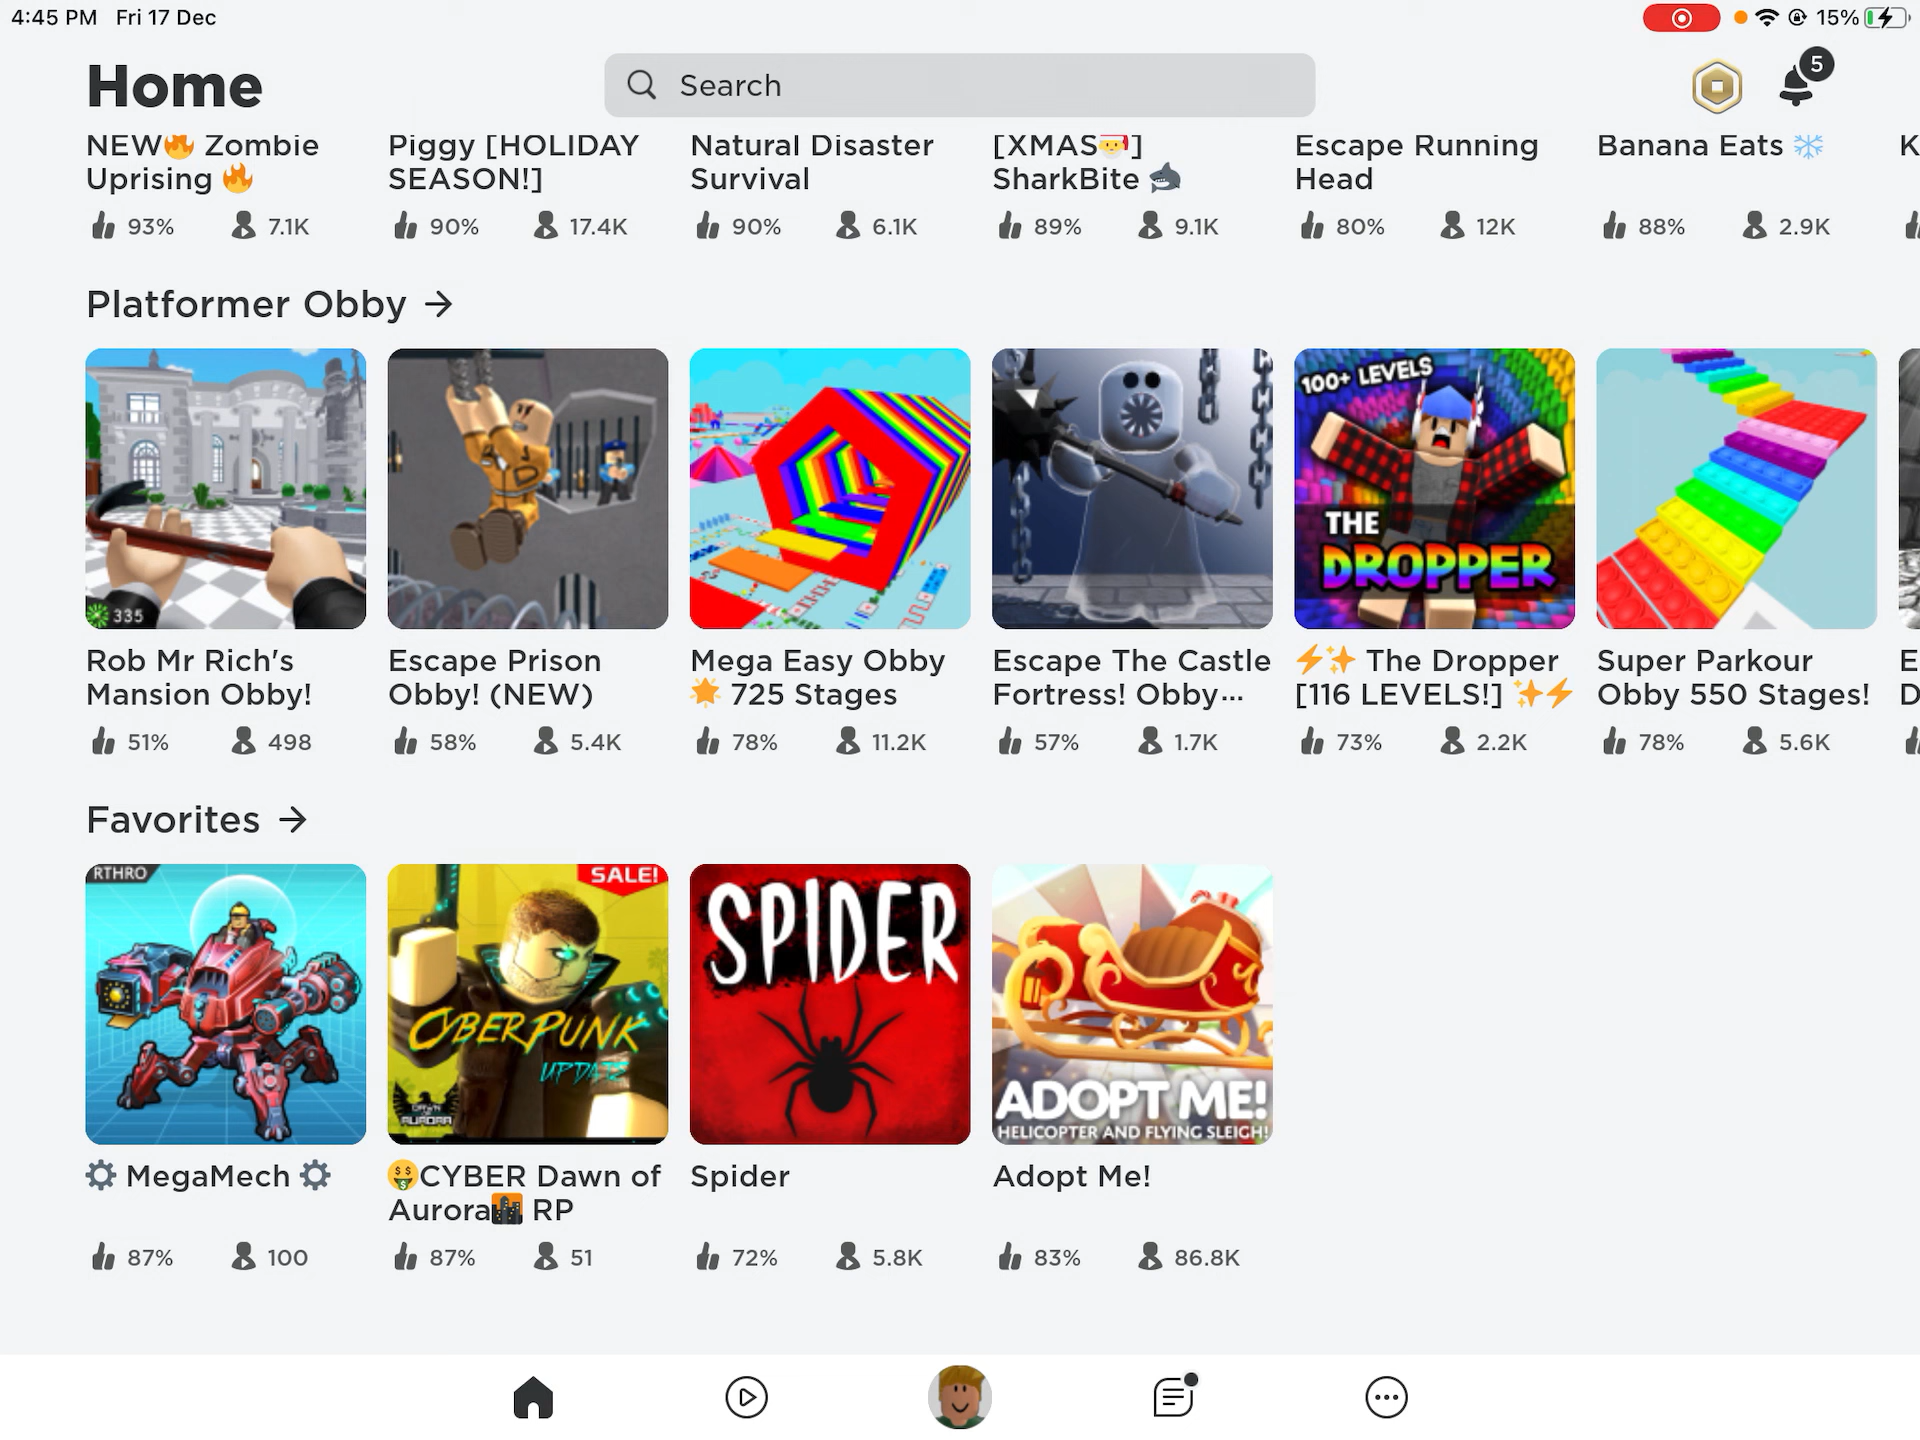 4:45 PM Fri 17 Dec
15%
Home
Search
5
NEW🔥 Zombie
Uprising 🔥
93% 7.1K
Piggy [HOLIDAY
SEASON!]
90% 17.4K
Natural Disaster
Survival
90% 6.1K
[XMAS🎅]
SharkBite 🦈
89% 9.1K
Escape Running
Head
80% 12K
Banana Eats ❄️
88% 2.9K
K
Platformer Obby →
335
Rob Mr Rich's
Mansion Obby!
51% 498
Escape Prison
Obby! (NEW)
58% 5.4K
Mega Easy Obby
🌟 725 Stages
78% 11.2K
Escape The Castle
Fortress! Obby...
57% 1.7K
100+ LEVELS
THE
DROPPER
⚡✨ The Dropper
[116 LEVELS!] ✨⚡
73% 2.2K
Super Parkour
Obby 550 Stages!
78% 5.6K
E
D
Favorites →
RTHRO
⚙️ MegaMech ⚙️
87% 100
SALE!
CYBERPUNK
UPDATE
DAWN
AURORA
🤑CYBER Dawn of
Aurora🌆 RP
87% 51
SPIDER
Spider
72% 5.8K
ADOPT ME!
HELICOPTER AND FLYING SLEIGH!
Adopt Me!
83% 86.8K